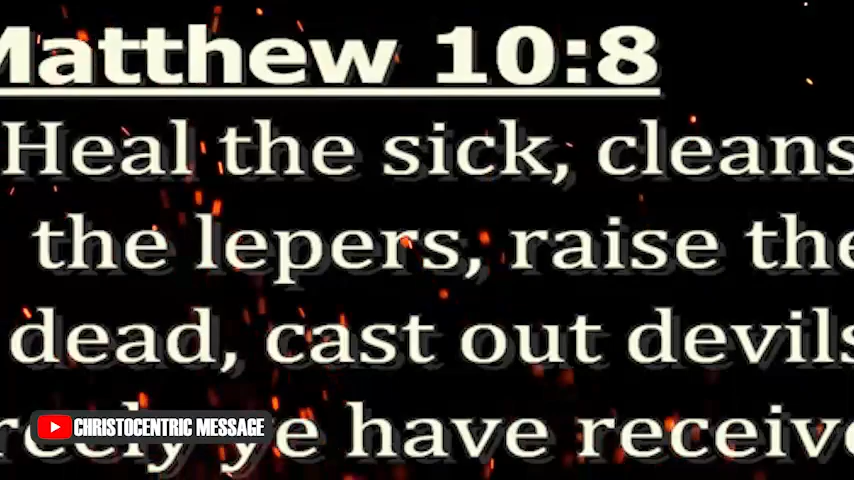 Matthew 10:8
Heal the sick, cleans
the lepers, raise the
dead, cast out devils
reely ye have receive
CHRISTOCENTRIC MESSAGE